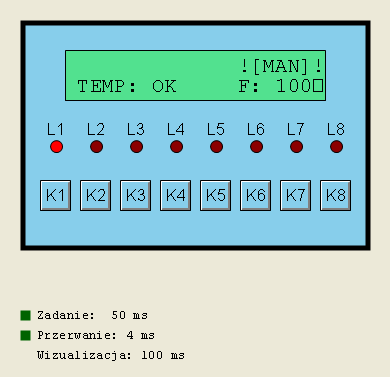 ![MAN]!
TEMP: OK F: 100□
L1 L2 L3 L4 L5 L6 L7 L8
K1 K2 K3 K4 K5 K6 K7 K8
Zadanie: 50 ms
Przerwanie: 4 ms
Wizualizacja: 100 ms